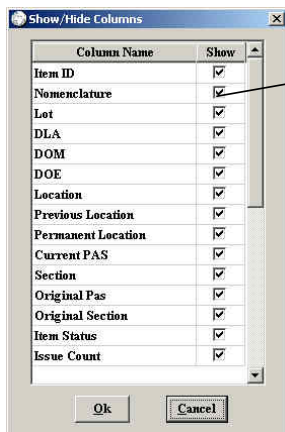 Show/Hide Columns
Column Name Show
Item ID
Nomenclature
Lot
DLA
DOM
DOE
Location
Previous Location
Permanent Location
Current PAS
Section
Original Pas
Original Section
Item Status
Issue Count
Ok Cancel